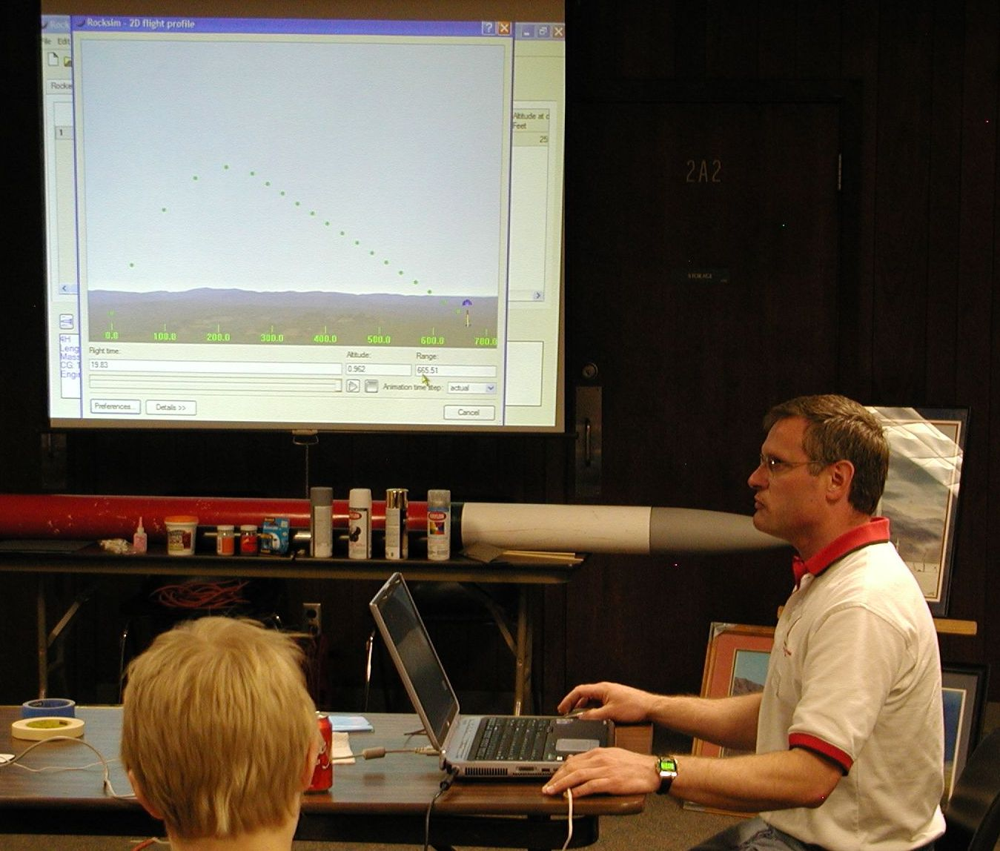 Rock
Rocksim - 2D flight profile
File Edit
Rocke
Altitude at
Feet
1
25
0.0 100.0 200.0 300.0 400.0 500.0 600.0 700.0
4H
Leng
Mass
CG: T
Engi
Flight time:
Altitude:
Range:
19.83
0.962
665.51
Animation time step:
actual
Preferences...
Details >>
Cancel
2A2
STORAGE